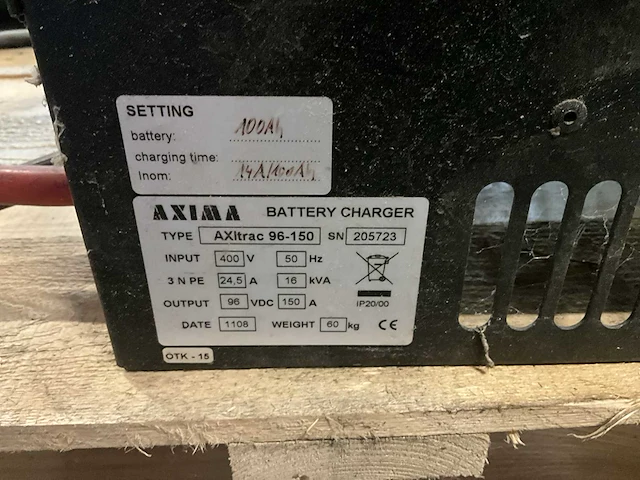 SETTING
battery: 100Ah
charging time:
Inom: 14A/100Ah
AXIMA BATTERY CHARGER
TYPE AXItrac 96-150 SN 205723
INPUT 400 V 50 Hz
3 N PE 24,5 A 16 kVA
IP20/00
OUTPUT 96 VDC 150 A
DATE 1108 WEIGHT 60 kg CE
OTK - 15